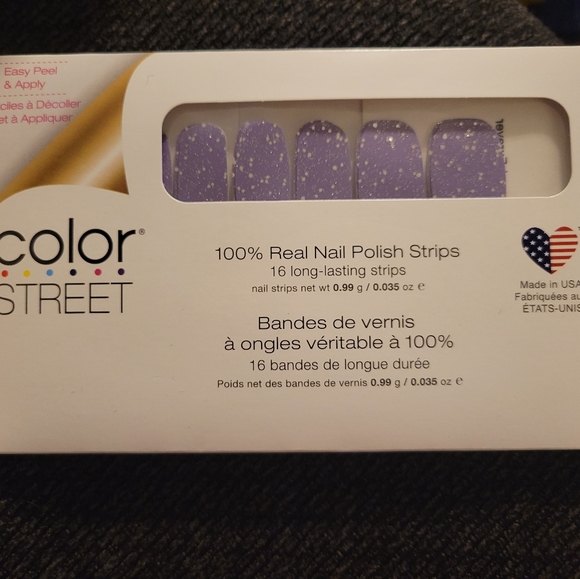 Easy Peel
& Apply
ciles à Décoller
et à Appliquer
color®
STREET
100% Real Nail Polish Strips
16 long-lasting strips
nail strips net wt 0.99 g / 0.035 oz ℮
Bandes de vernis
à ongles véritable à 100%
16 bandes de longue durée
Poids net des bandes de vernis 0.99 g / 0.035 oz ℮
Made in USA
Fabriquées au
ÉTATS-UNIS